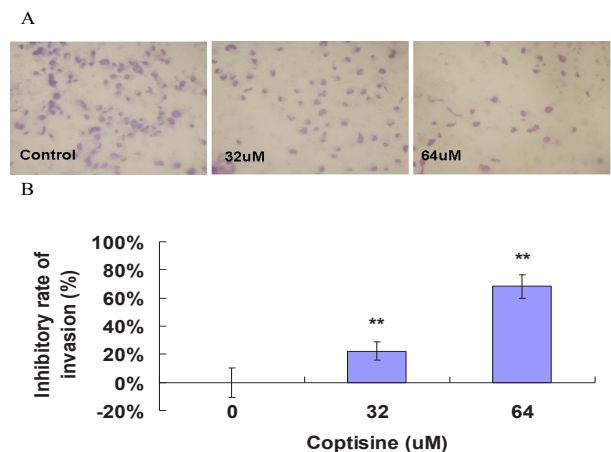 A
Control
32uM
64uM
B
Inhibitory rate of
invasion (%)
100%
80%
60%
40%
20%
0%
-20%
**
**
0
32
64
Coptisine (uM)